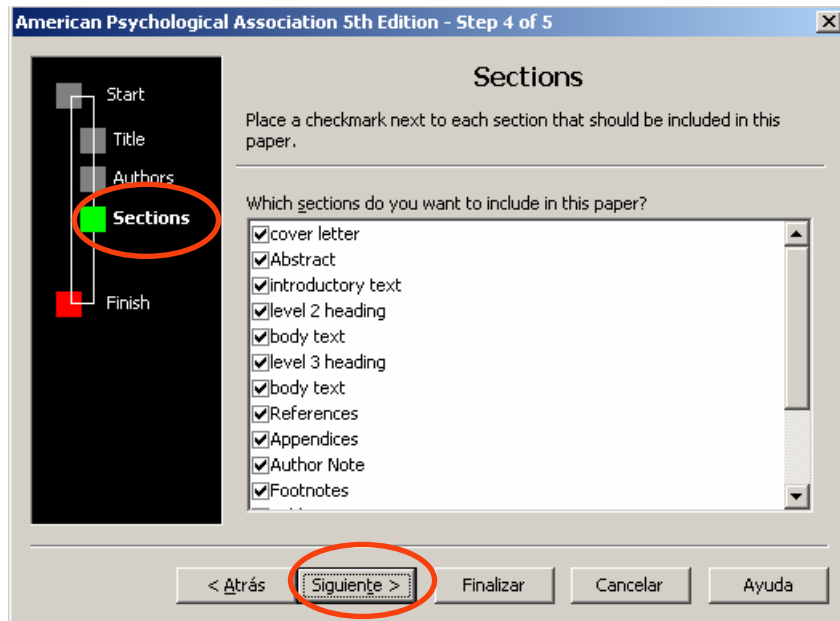 American Psychological Association 5th Edition - Step 4 of 5
Start
Title
Authors
Sections
Finish
Sections
Place a checkmark next to each section that should be included in this
paper.
Which sections do you want to include in this paper?
cover letter
Abstract
introductory text
level 2 heading
body text
level 3 heading
body text
References
Appendices
Author Note
Footnotes
< Atrás
Siguiente >
Finalizar
Cancelar
Ayuda